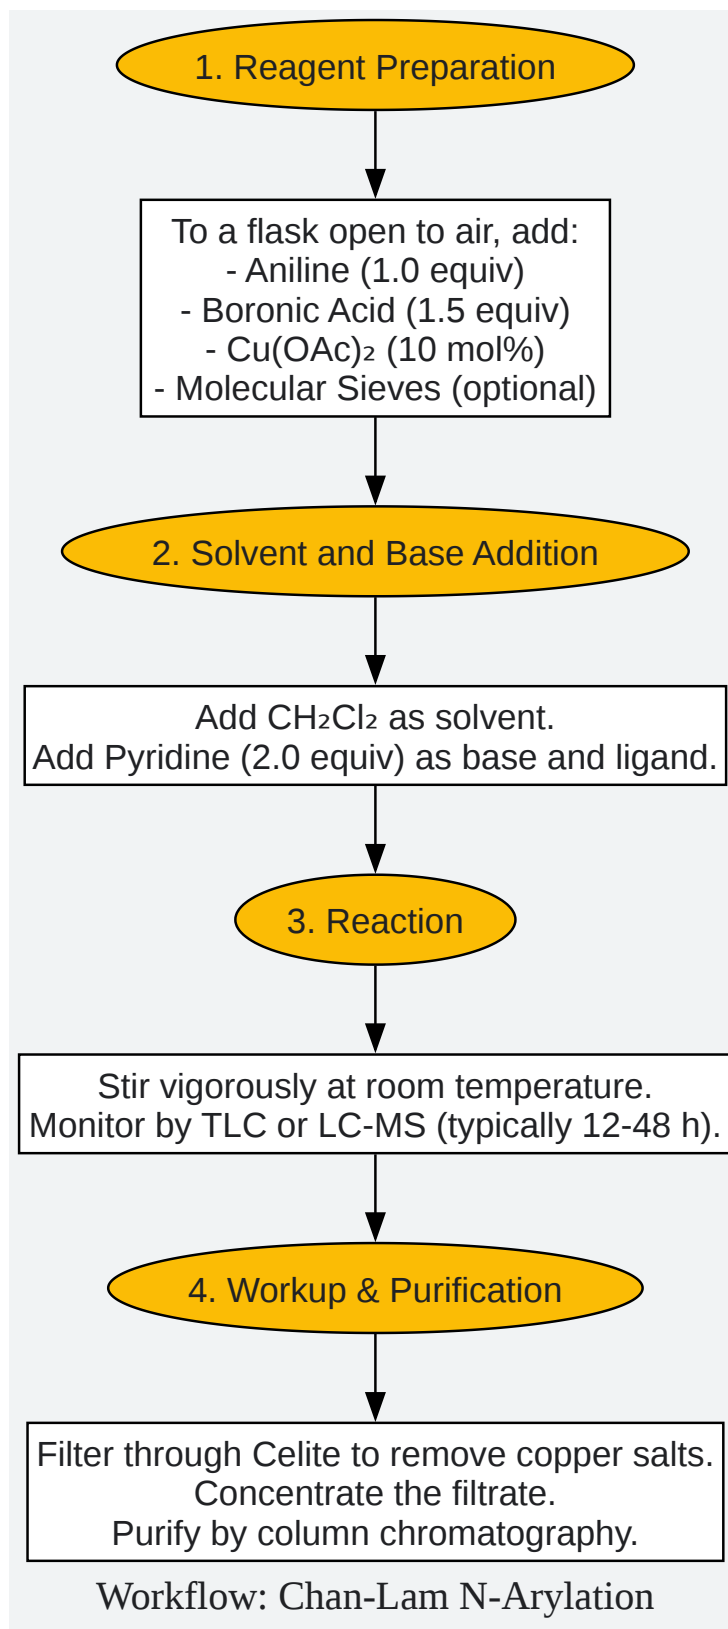 1. Reagent Preparation
To a flask open to air, add:
- Aniline (1.0 equiv)
- Boronic Acid (1.5 equiv)
- Cu(OAc)₂ (10 mol%)
- Molecular Sieves (optional)
2. Solvent and Base Addition
Add CH₂Cl₂ as solvent.
Add Pyridine (2.0 equiv) as base and ligand.
3. Reaction
Stir vigorously at room temperature.
Monitor by TLC or LC-MS (typically 12-48 h).
4. Workup & Purification
Filter through Celite to remove copper salts.
Concentrate the filtrate.
Purify by column chromatography.
Workflow: Chan-Lam N-Arylation